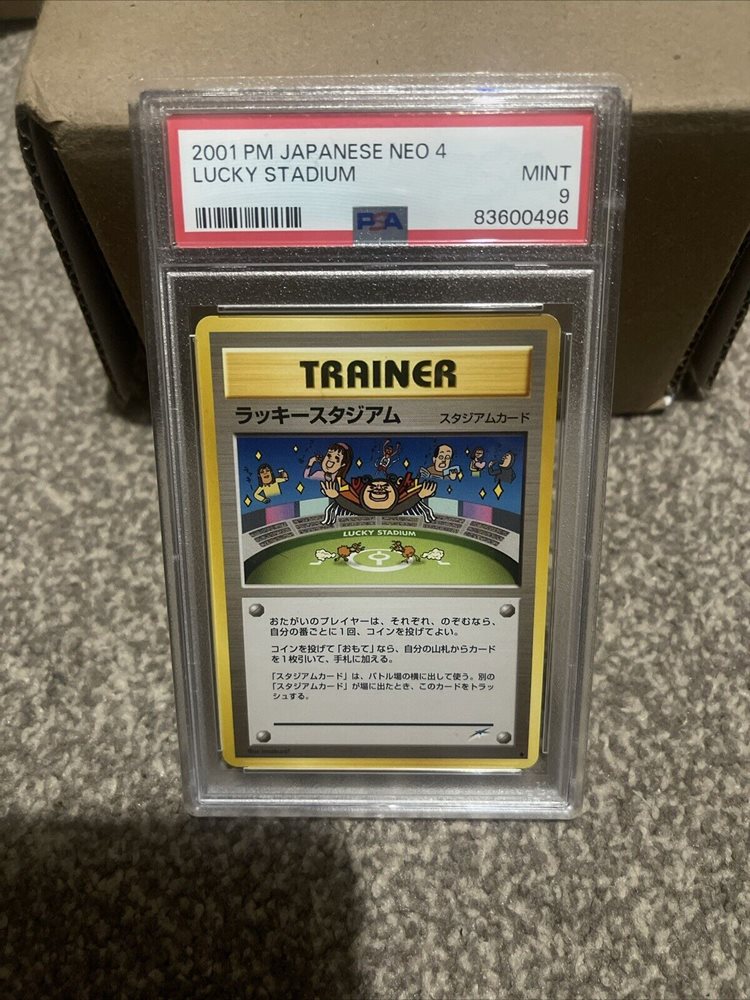 2001 PM JAPANESE NEO 4
LUCKY STADIUM
MINT
9
83600496
PSA
TRAINER
ラッキースタジアム
スタジアムカード
LUCKY STADIUM
おたがいのプレイヤーは、それぞれ、のぞむなら、
自分の番ごとに1回、コインを投げてよい。
コインを投げて「おもて」なら、自分の山札からカード
を1枚引いて、手札に加える。
「スタジアムカード」は、バトル場の横に出して使う。別の
「スタジアムカード」が場に出たとき、このカードをトラッ
シュする。